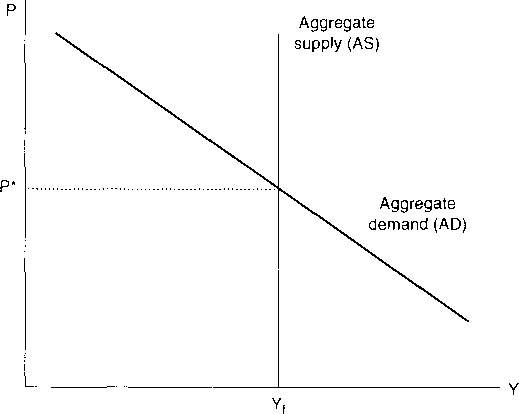 P
Aggregate
supply (AS)
P*
Aggregate
demand (AD)
Y
Yf